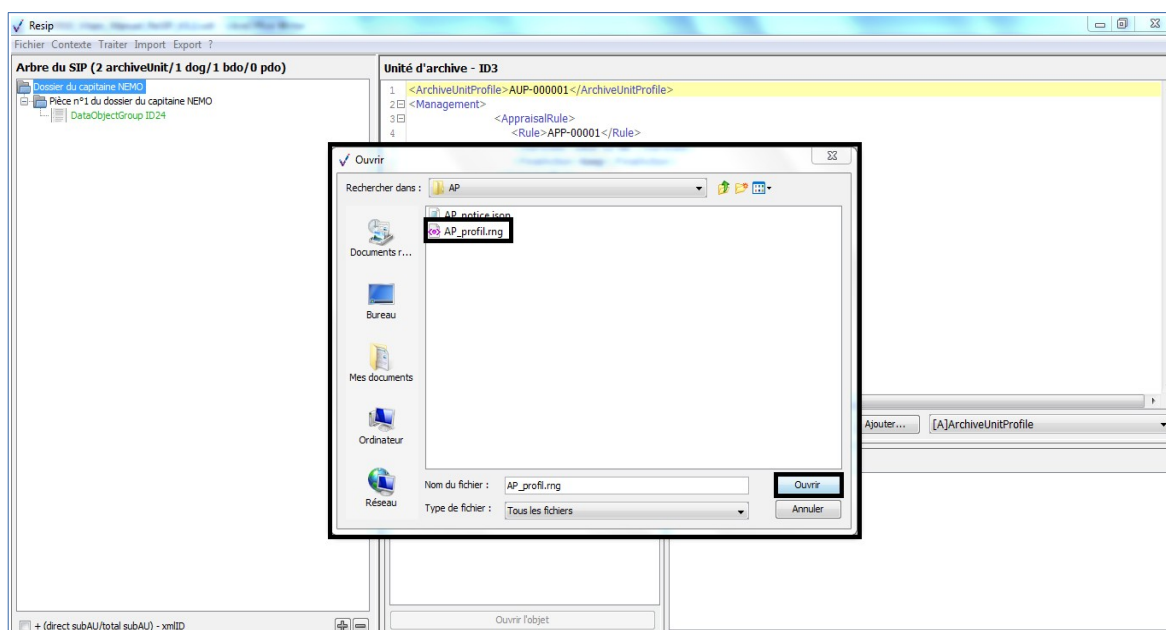 Resip
Fichier Contexte Traiter Import Export ?
Arbre du SIP (2 archiveUnit/1 dog/1 bdo/0 pdo)
Dossier du capitaine NEMO
Pièce n°1 du dossier du capitaine NEMO
DataObjectGroup ID24
+ (direct subAU/total subAU) - xmlID
Unité d'archive - ID3
1 <ArchiveUnitProfile>AUP-000001</ArchiveUnitProfile>
2 <Management>
3 <AppraisalRule>
4 <Rule>APP-00001</Rule>
Ouvrir
Rechercher dans : AP
AP_notice.json
AP_profil.rng
Documents r...
Bureau
Mes documents
Ordinateur
Réseau
Nom du fichier : AP_profil.rng Ouvrir
Type de fichier : Tous les fichiers Annuler
Ajouter... [A]ArchiveUnitProfile
Ouvrir l'objet